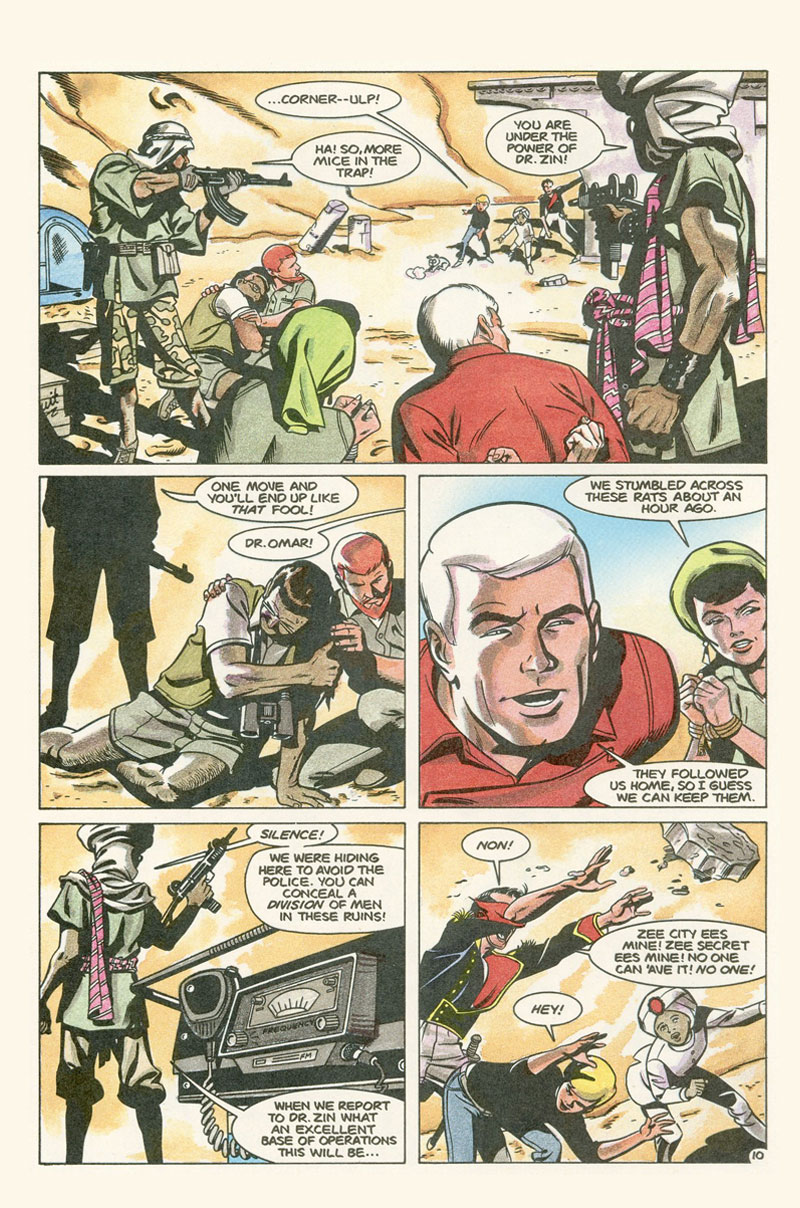 ...CORNER--ULP!
HA! SO, MORE
MICE IN THE
TRAP!
YOU ARE
UNDER THE
POWER OF
DR. ZIN!
ONE MOVE AND
YOU'LL END UP LIKE
THAT FOOL!
DR. OMAR!
WE STUMBLED ACROSS
THESE RATS ABOUT AN
HOUR AGO.
THEY FOLLOWED
US HOME, SO I GUESS
WE CAN KEEP THEM.
SILENCE!
WE WERE HIDING
HERE TO AVOID THE
POLICE. YOU CAN
CONCEAL A
DIVISION OF MEN
IN THESE RUINS!
FREQUENCY
FM
WHEN WE REPORT
TO DR. ZIN WHAT
AN EXCELLENT
BASE OF OPERATIONS
THIS WILL BE...
NON!
ZEE CITY EES
MINE! ZEE SECRET
EES MINE! NO ONE
CAN 'AVE IT! NO ONE!
HEY!
10